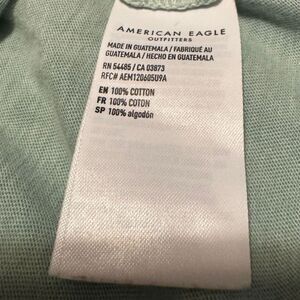 AMERICAN EAGLE
OUTFITTERS
MADE IN GUATEMALA / FABRIQUÉ AU
GUATEMALA / HECHO EN GUATEMALA
RN 54485 / CA 03873
RFC# AEM120605U9A
EN 100% COTTON
FR 100% COTON
SP 100% algodón